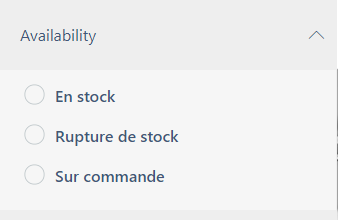 Availability
En stock
Rupture de stock
Sur commande